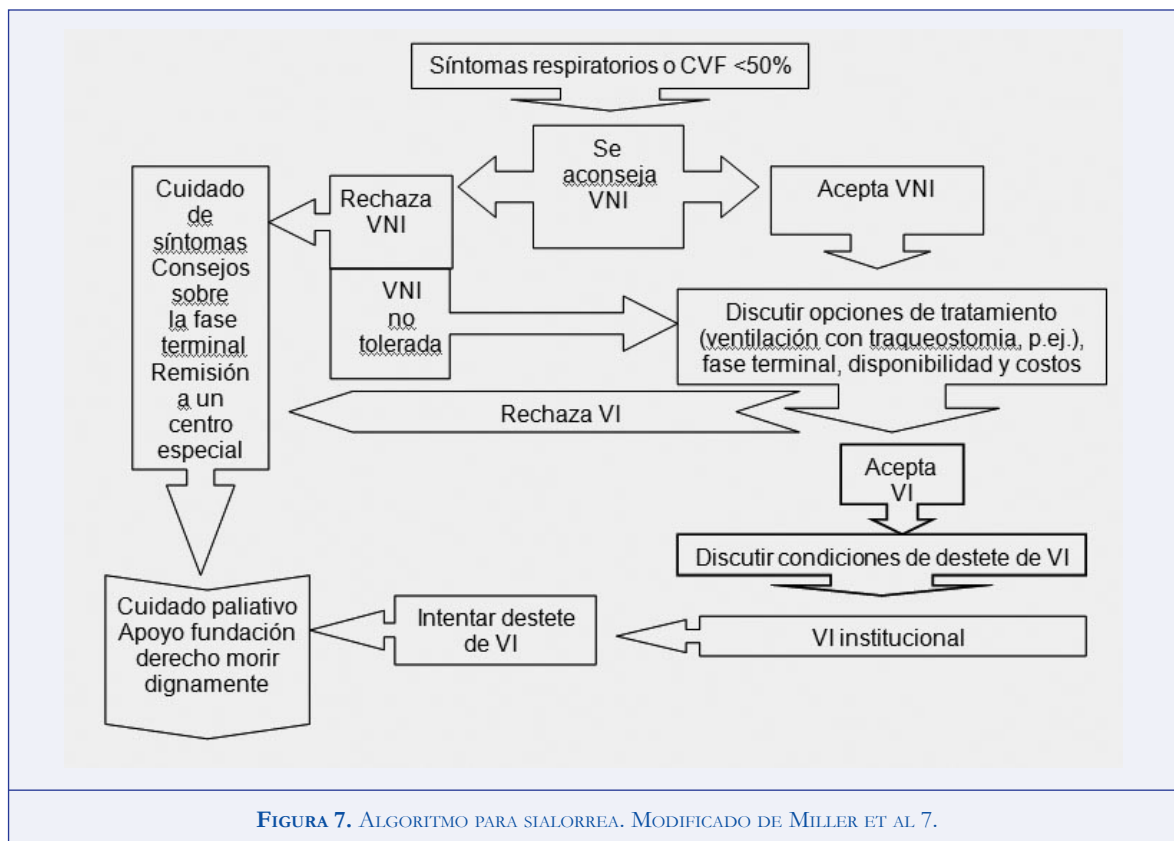 Síntomas respiratorios o CVF <50%
Se
aconseja
VNI
Rechaza
VNI
Acepta VNI
Cuidado
de
síntomas
Consejos
sobre
la fase
terminal
Remisión
a un
centro
especial
VNI
no
tolerada
Discutir opciones de tratamiento
(ventilación con traqueostomia, p.ej.),
fase terminal, disponibilidad y costos
Rechaza VI
Acepta
VI
Discutir condiciones de destete de VI
Cuidado paliativo
Apoyo fundación
derecho morir
dignamente
Intentar destete
de VI
VI institucional
FIGURA 7. ALGORITMO PARA SIALORREA. MODIFICADO DE MILLER ET AL 7.